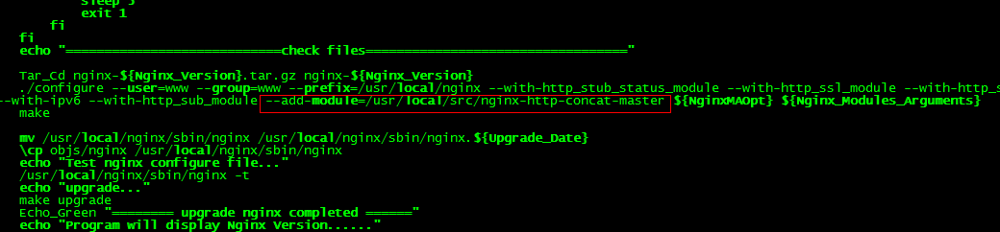 sleep 5
exit 1
fi
fi
echo "============================check files=================================="
Tar_Cd nginx-${Nginx_Version}.tar.gz nginx-${Nginx_Version}
./configure --user=www --group=www --prefix=/usr/local/nginx --with-http_stub_status_module --with-http_ssl_module --with-http_s
--with-ipv6 --with-http_sub_module --add-module=/usr/local/src/nginx-http-concat-master ${NginxMAOpt} ${Nginx_Modules_Arguments}
make
mv /usr/local/nginx/sbin/nginx /usr/local/nginx/sbin/nginx.${Upgrade_Date}
\cp objs/nginx /usr/local/nginx/sbin/nginx
echo "Test nginx configure file..."
/usr/local/nginx/sbin/nginx -t
echo "upgrade..."
make upgrade
Echo_Green "======== upgrade nginx completed ======"
echo "Program will display Nginx Version......"